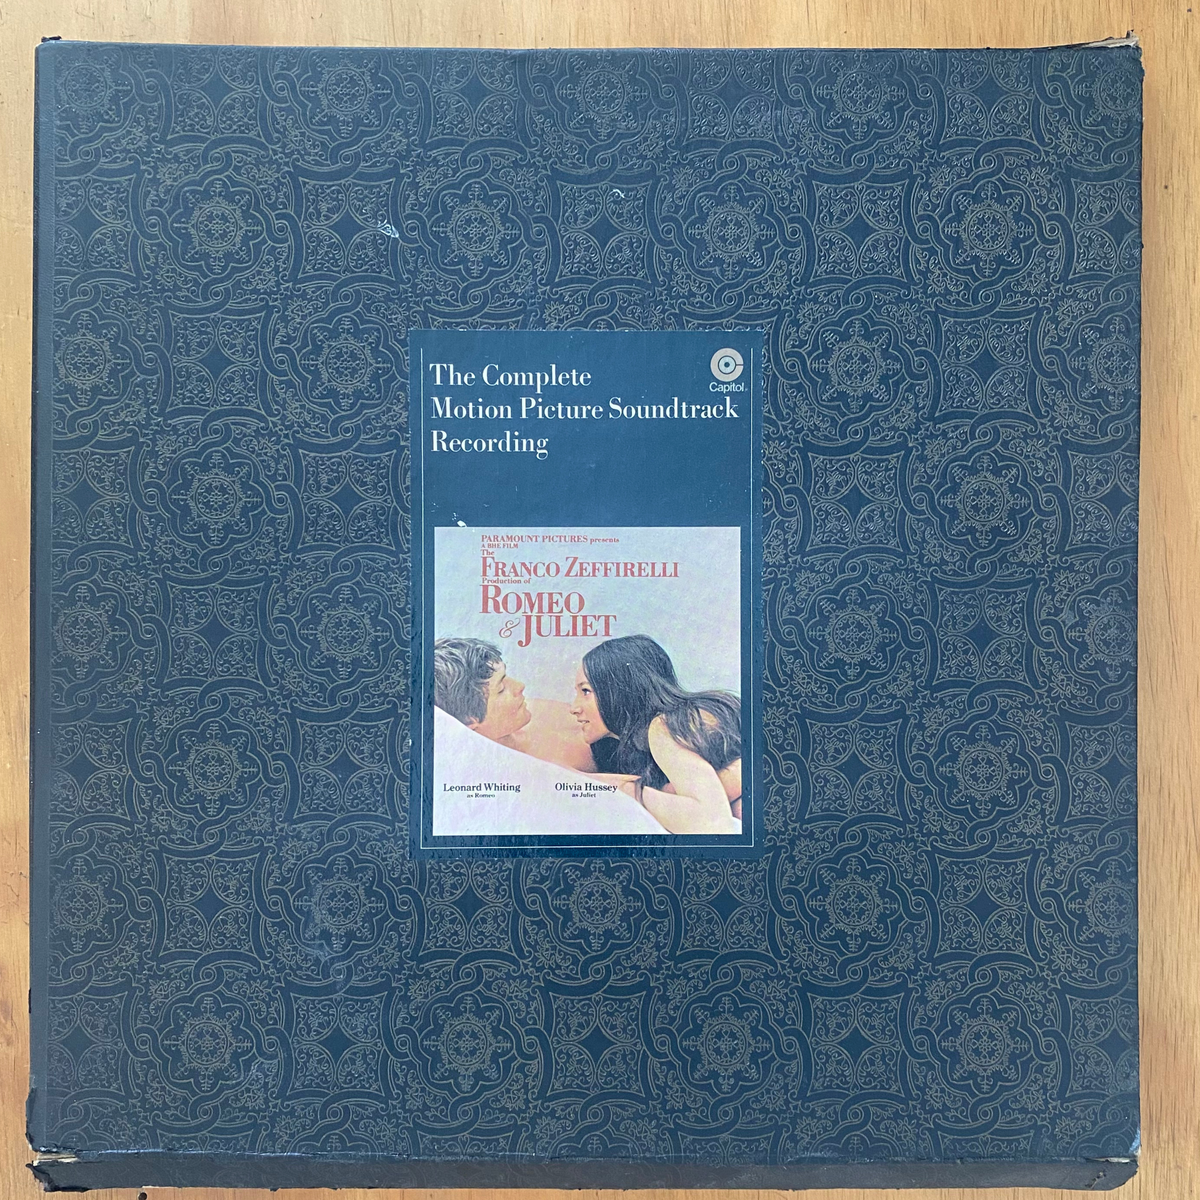 The Complete
Motion Picture Soundtrack
Recording
Capitol
PARAMOUNT PICTURES presents
A BHE FILM
The
FRANCO ZEFFIRELLI
Production of
ROMEO
& JULIET
Leonard Whiting
as Romeo
Olivia Hussey
as Juliet